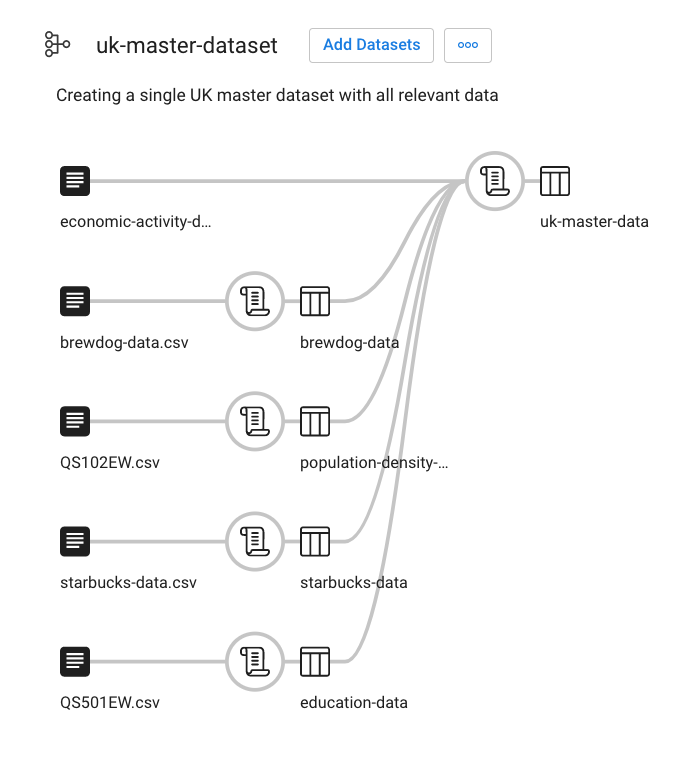 uk-master-dataset
Add Datasets
Creating a single UK master dataset with all relevant data
economic-activity-d...
uk-master-data
brewdog-data.csv
brewdog-data
QS102EW.csv
population-density-...
starbucks-data.csv
starbucks-data
QS501EW.csv
education-data